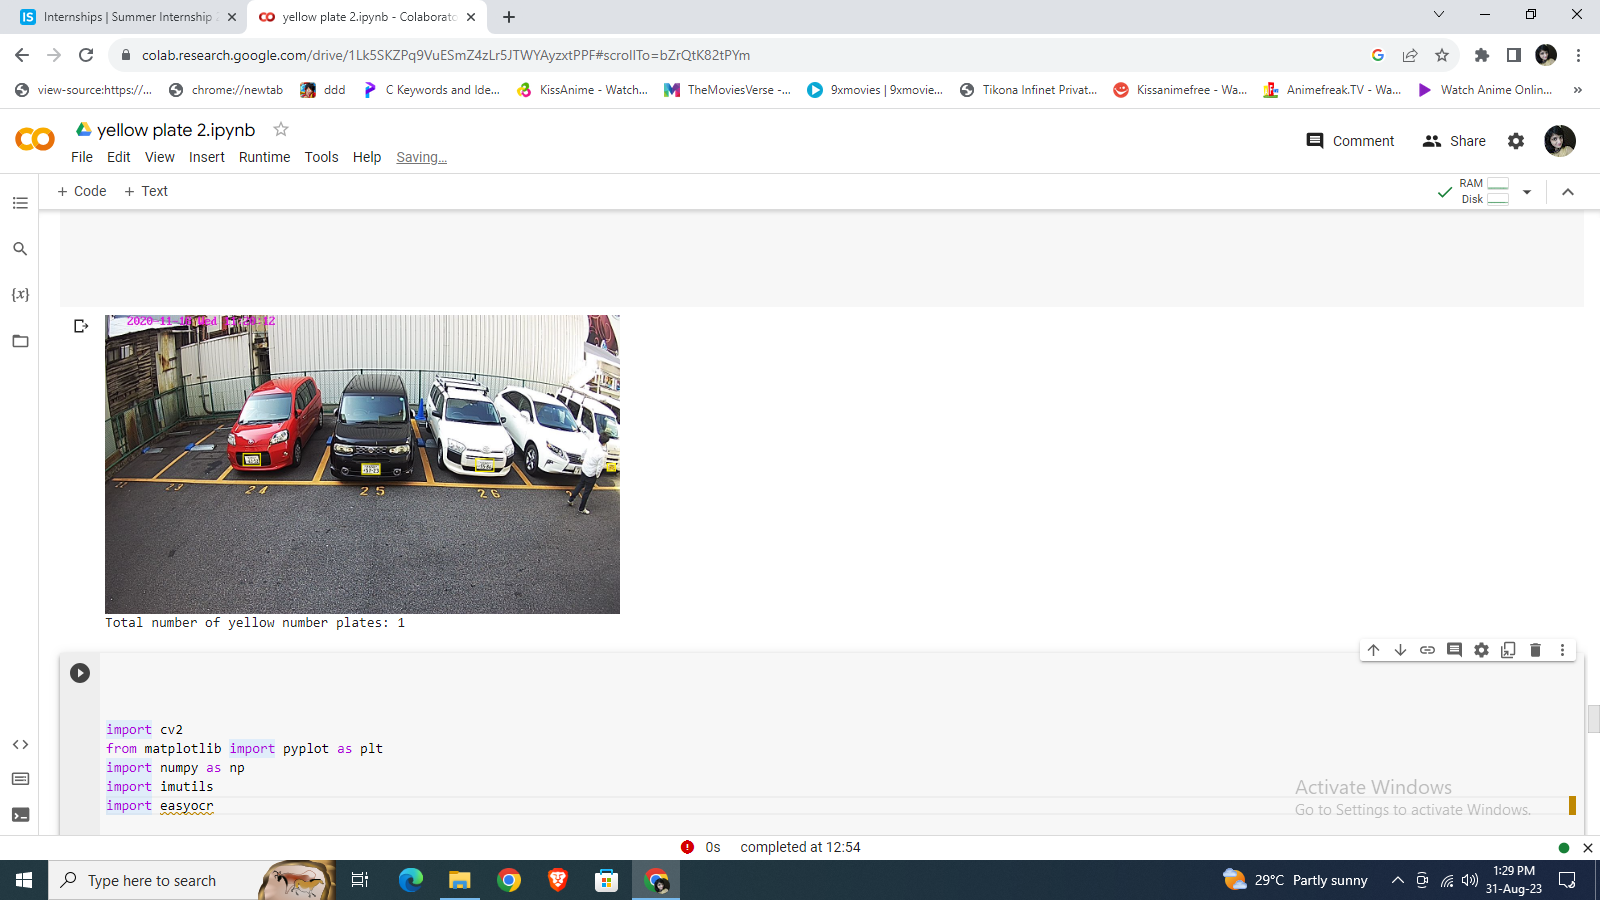 Internships | Summer Internship
yellow plate 2.ipynb - Colaborato
colab.research.google.com/drive/1Lk5SKZPq9VuESmZ4zLr5JTWYAyzxtPPF#scrollTo=bZrQtK82tPYm
view-source:https://...
chrome://newtab
ddd
C Keywords and Ide...
KissAnime - Watch...
TheMoviesVerse -...
9xmovies | 9xmovie...
Tikona Infinet Privat...
Kissanimefree - Wa...
Animefreak.TV - Wa...
Watch Anime Onlin...
»
CO
yellow plate 2.ipynb
File Edit View Insert Runtime Tools Help Saving...
Comment
Share
+ Code + Text
RAM
Disk
{x}
24
25
26
Total number of yellow number plates: 1
import cv2
from matplotlib import pyplot as plt
import numpy as np
import imutils
import easyocr
Activate Windows
Go to Settings to activate Windows.
0s completed at 12:54
Type here to search
29°C Partly sunny
1:29 PM
31-Aug-23